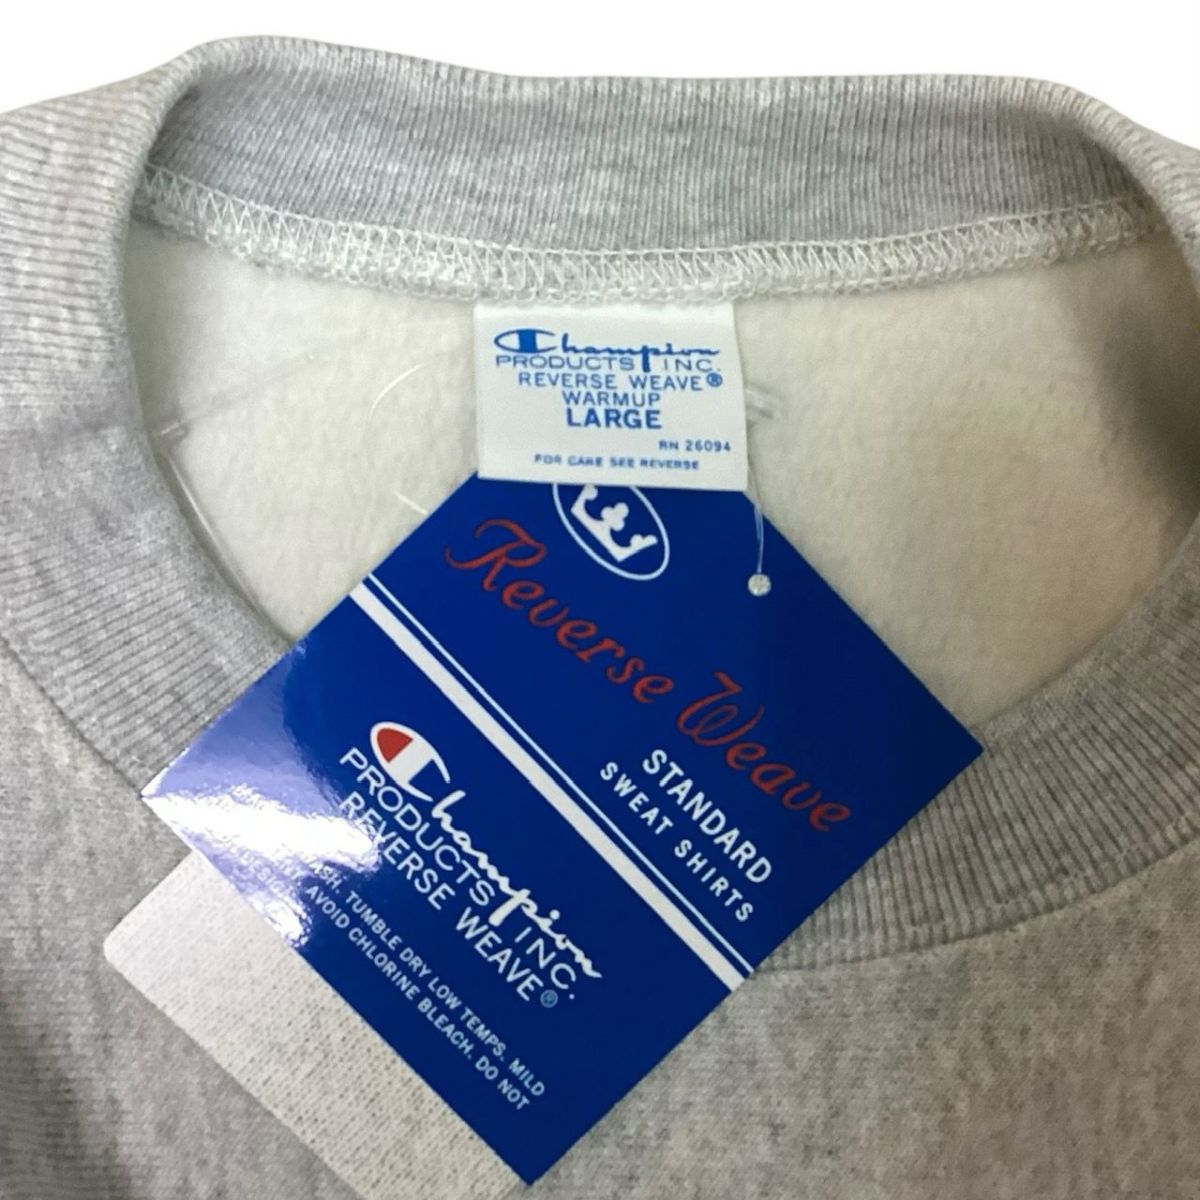 Champion
PRODUCTS INC.
REVERSE WEAVE®
WARMUP
LARGE
RN 26094
FOR CARE SEE REVERSE
Reverse Weave
STANDARD
SWEAT SHIRTS
Champion
PRODUCTS INC.
REVERSE WEAVE®
TUMBLE DRY LOW TEMPS. MILD
AVOID CHLORINE BLEACH. DO NOT